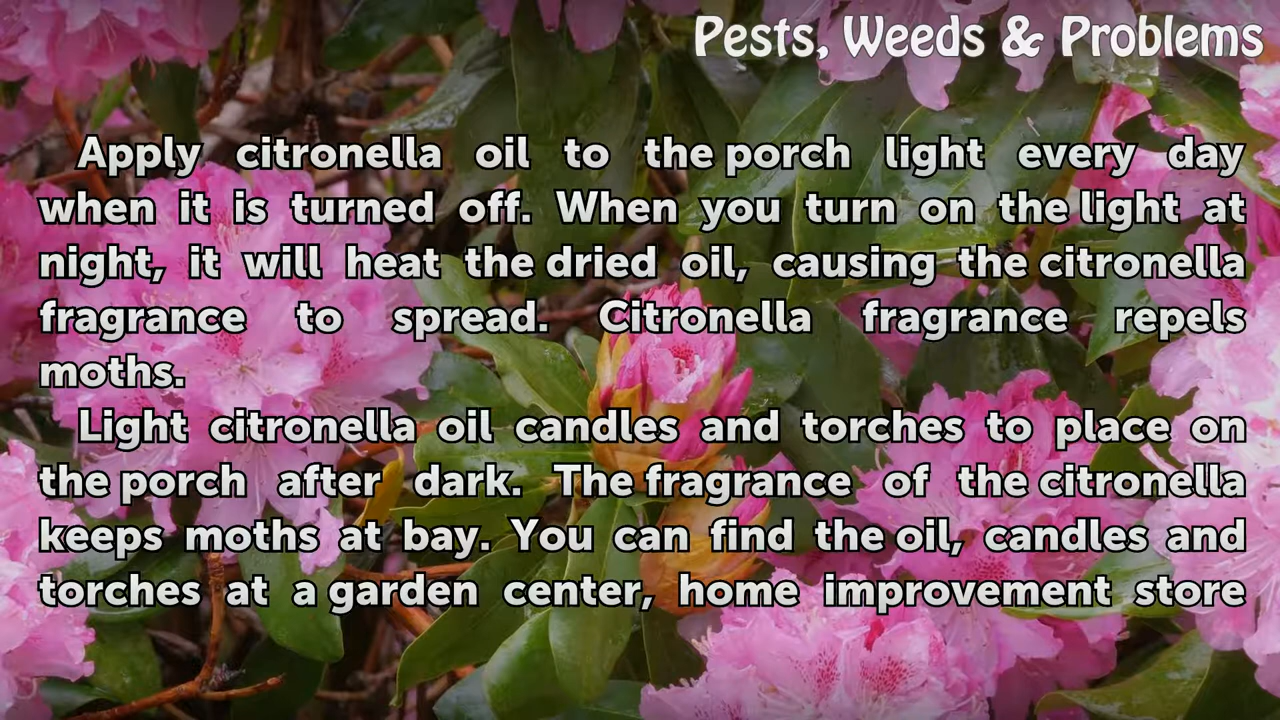 Pests, Weeds & Problems
Apply citronella oil to the porch light every day
when it is turned off. When you turn on the light at
night, it will heat the dried oil, causing the citronella
fragrance to spread. Citronella fragrance repels
moths.
Light citronella oil candles and torches to place on
the porch after dark. The fragrance of the citronella
keeps moths at bay. You can find the oil, candles and
torches at a garden center, home improvement store